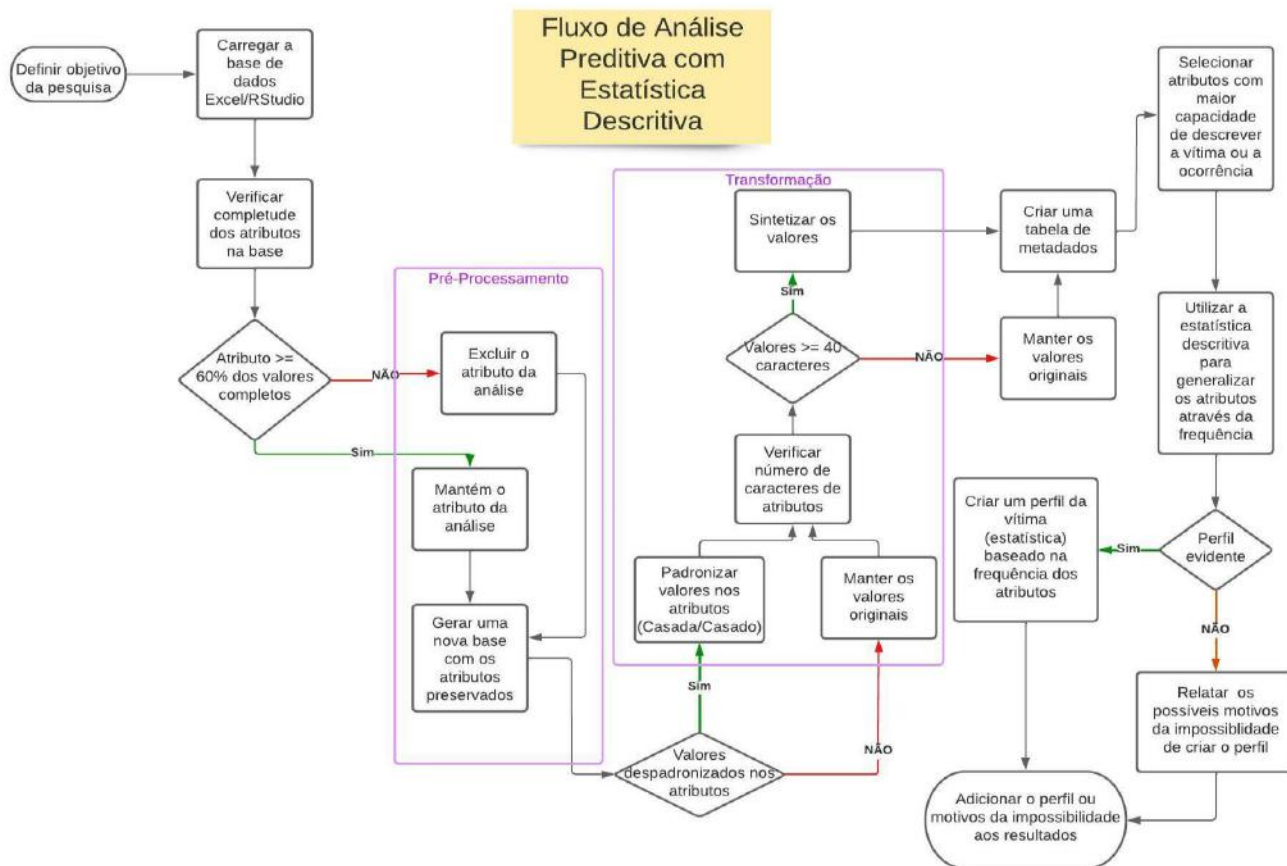 Fluxo de Análise
Preditiva com
Estatística
Descritiva
Definir objetivo
da pesquisa
Carregar a
base de
dados
Excel/RStudio
Verificar
completude
dos atributos
na base
Atributo >=
60% dos valores
completos
NÃO
Sim
Pré-Processamento
Excluir o
atributo da
análise
Mantém o
atributo da
análise
Gerar uma
nova base
com os
atributos
preservados
Valores
despadronizados nos
atributos
Sim
NÃO
Transformação
Padronizar
valores nos
atributos
(Casada/Casado)
Manter os
valores
originais
Verificar
número de
caracteres de
atributos
Valores >= 40
caracteres
Sim
NÃO
Sintetizar os
valores
Manter os
valores
originais
Criar uma
tabela de
metadados
Selecionar
atributos com
maior
capacidade
de descrever
a vítima ou a
ocorrência
Utilizar a
estatística
descritiva
para
generalizar
os atributos
através da
frequência
Perfil
evidente
Sim
NÃO
Criar um perfil da
vítima
(estatística)
baseado na
frequência dos
atributos
Relatar os
possíveis motivos
da impossiblidade
de criar o perfil
Adicionar o perfil ou
motivos da impossibilidade
aos resultados